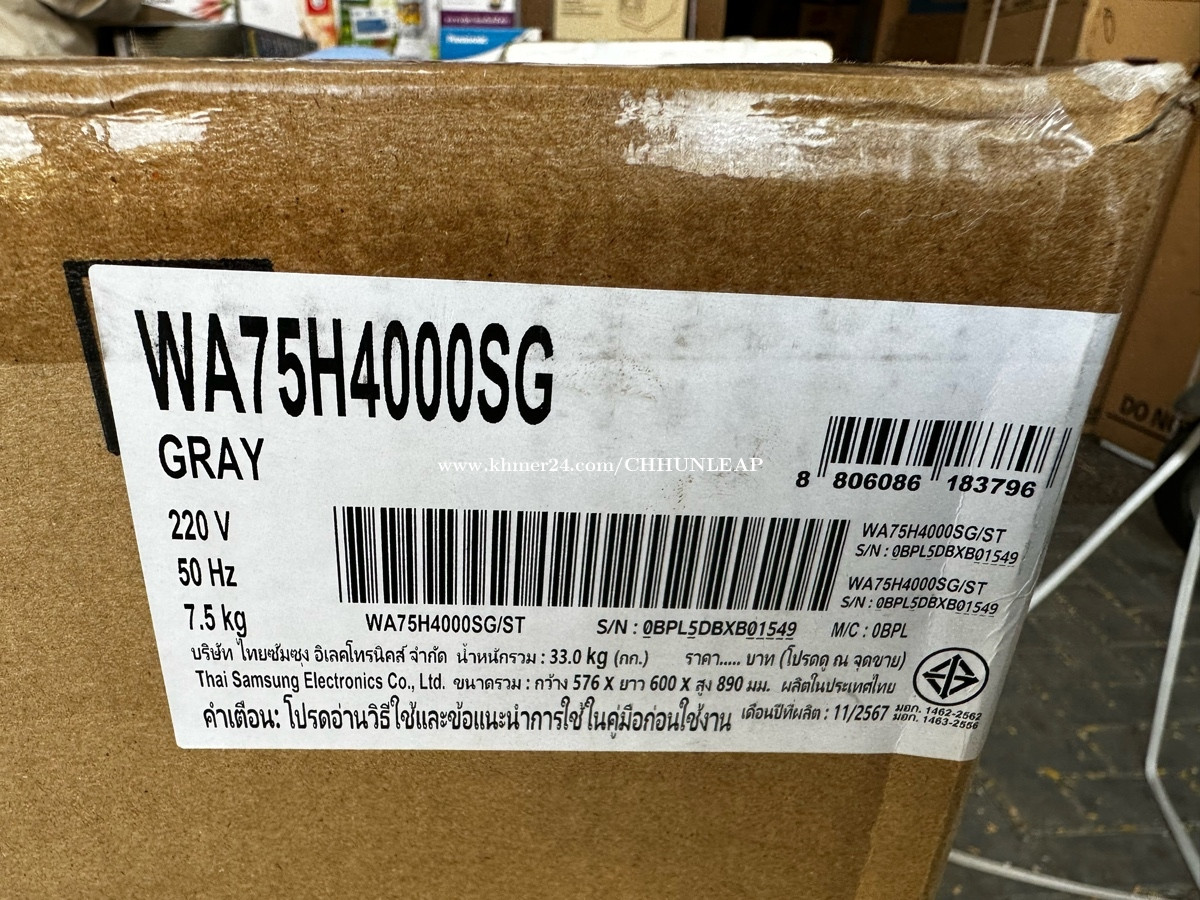 Panasonic
WA75H4000SG
GRAY
www.khmer24.com/CHHUNLEAP
8 806086 183796
220 V
50 Hz
7.5 kg
WA75H4000SG/ST
S/N : 0BPL5DBXB01549
WA75H4000SG/ST
S/N : 0BPL5DBXB01549
WA75H4000SG/ST S/N : 0BPL5DBXB01549 M/C : 0BPL
บริษัท ไทยซัมซุง อิเลคโทรนิคส์ จำกัด น้ำหนักรวม : 33.0 kg (กก.) ราคา..... บาท (โปรดดู ณ จุดขาย)
Thai Samsung Electronics Co., Ltd. ขนาดรวม : กว้าง 576 X ยาว 600 X สูง 890 มม. ผลิตในประเทศไทย
คำเตือน: โปรดอ่านวิธีใช้และข้อแนะนำการใช้ในคู่มือก่อนใช้งาน เดือนปีที่ผลิต : 11/2567
มอก. 1462-2562
มอก. 1463-2556
DO NO